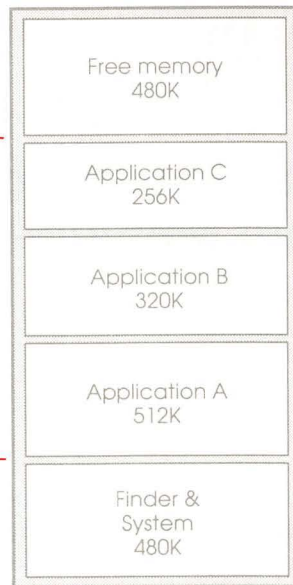 Free memory
480K
Application C
256K
Application B
320K
Application A
512K
Finder &
System
480K